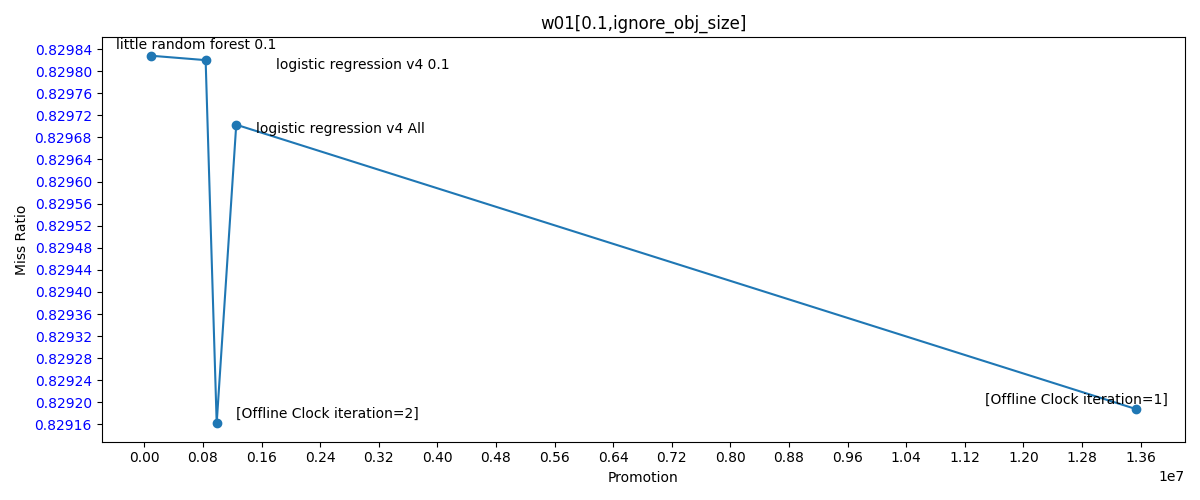 w01[0.1,ignore_obj_size]
little random forest 0.1
logistic regression v4 0.1
logistic regression v4 All
[Offline Clock iteration=2]
[Offline Clock iteration=1]
Miss Ratio
0.82984
0.82980
0.82976
0.82972
0.82968
0.82964
0.82960
0.82956
0.82952
0.82948
0.82944
0.82940
0.82936
0.82932
0.82928
0.82924
0.82920
0.82916
0.00 0.08 0.16 0.24 0.32 0.40 0.48 0.56 0.64 0.72 0.80 0.88 0.96 1.04 1.12 1.20 1.28 1.36
1e7
Promotion